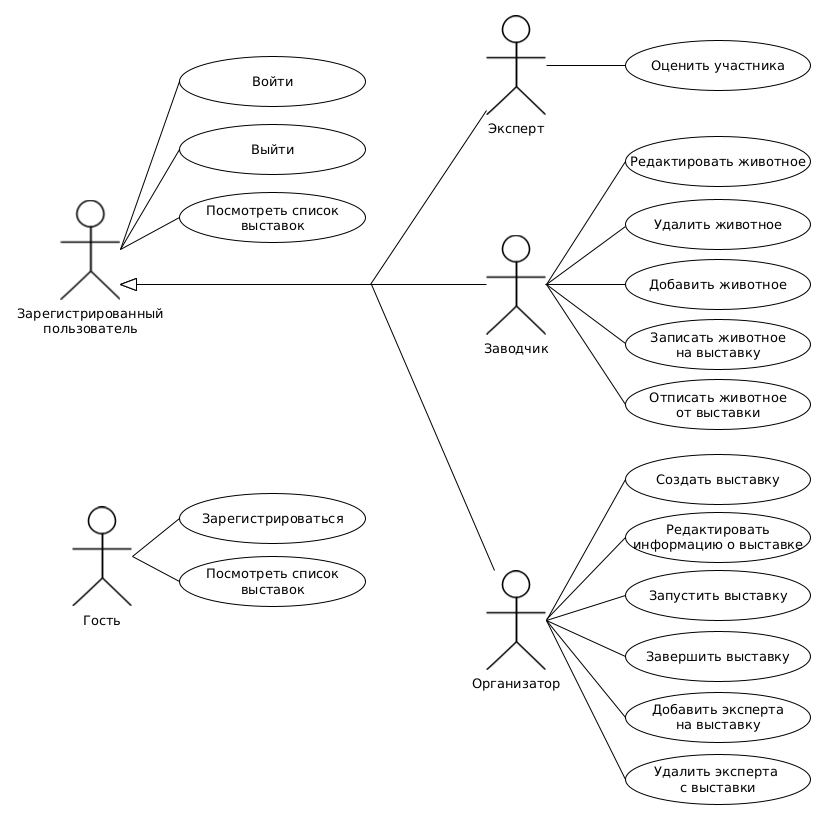 Войти
Выйти
Посмотреть список
выставок
Зарегистрированный
пользователь
Эксперт
Оценить участника
Заводчик
Редактировать животное
Удалить животное
Добавить животное
Записать животное
на выставку
Отписать животное
от выставки
Гость
Зарегистрироваться
Посмотреть список
выставок
Организатор
Создать выставку
Редактировать
информацию о выставке
Запустить выставку
Завершить выставку
Добавить эксперта
на выставку
Удалить эксперта
с выставки